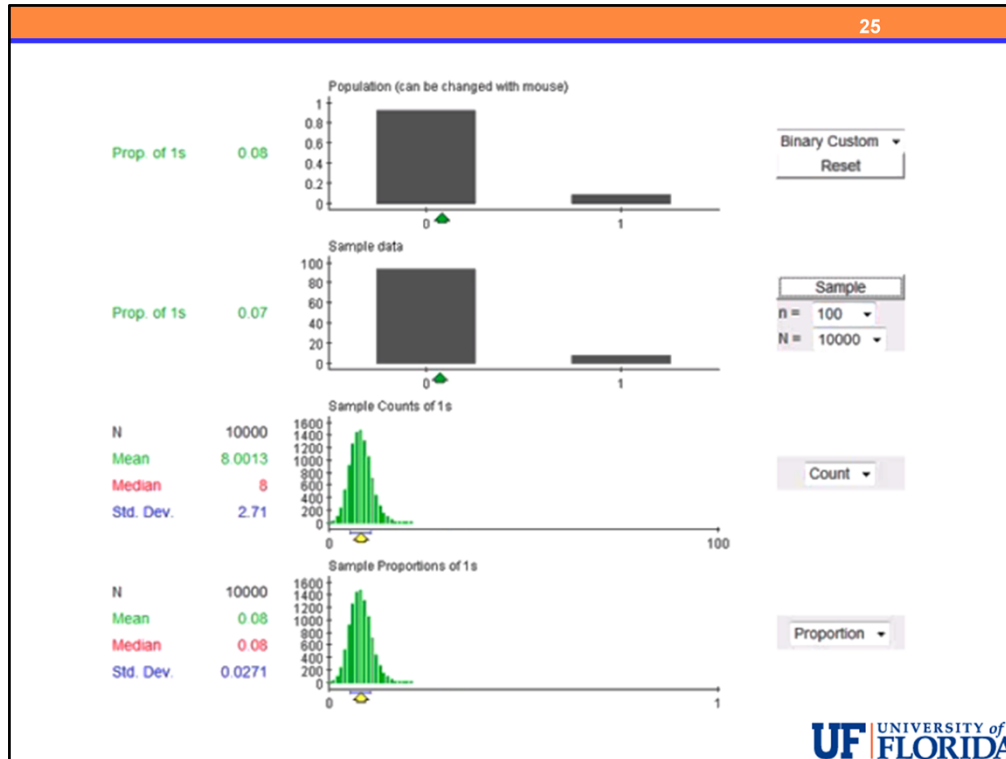 25
Population (can be changed with mouse)
Prop. of 1s 0.08
1
0.8
0.6
0.4
0.2
0
0 1
Binary Custom
Reset
Sample data
Prop. of 1s 0.07
100
80
60
40
20
0
0 1
Sample
n = 100
N = 10000
Sample Counts of 1s
N 10000
Mean 8.0013
Median 8
Std. Dev. 2.71
1600
1400
1200
1000
800
600
400
200
0
0 100
Count
Sample Proportions of 1s
N 10000
Mean 0.08
Median 0.08
Std. Dev. 0.0271
1600
1400
1200
1000
800
600
400
200
0
0 1
Proportion
UF UNIVERSITY of
FLORIDA